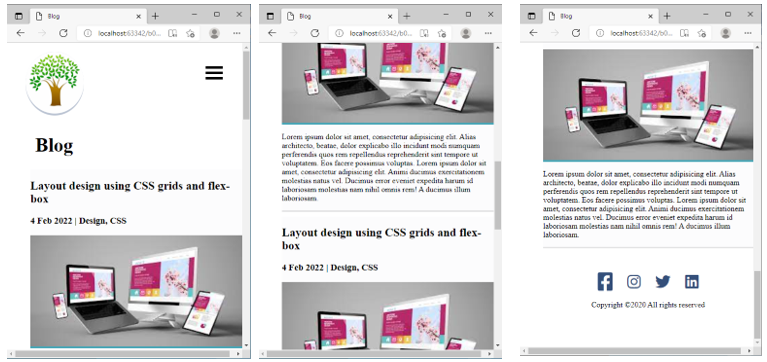 Blog
localhost:63342/b0...
Blog
Layout design using CSS grids and flex-
box
4 Feb 2022 | Design, CSS
Blog
localhost:63342/b0...
Lorem ipsum dolor sit amet, consectetur adipisicing elit. Alias
architecto, beatae, dolor explicabo illo incidunt modi numquam
perferendis quos rem repellendus reprehenderit sint tempore ut
voluptatem. Eos facere possimus voluptas. Lorem ipsum dolor sit
amet, consectetur adipisicing elit. Animi ducimus exercitationem
molestias natus vel. Ducimus error eveniet expedita harum id
laboriosam maiores nam nihil omnis rem! A ducimus illum
laboriosam.
Layout design using CSS grids and flex-
box
4 Feb 2022 | Design, CSS
Blog
localhost:63342/b0...
Lorem ipsum dolor sit amet, consectetur adipisicing elit. Alias
architecto, beatae, dolor explicabo illo incidunt modi numquam
perferendis quos rem repellendus reprehenderit sint tempore ut
voluptatem. Eos facere possimus voluptas. Lorem ipsum dolor sit
amet, consectetur adipisicing elit. Animi ducimus exercitationem
molestias natus vel. Ducimus error eveniet expedita harum id
laboriosam maiores nam nihil omnis rem! A ducimus illum
laboriosam.
Copyright ©2020 All rights reserved